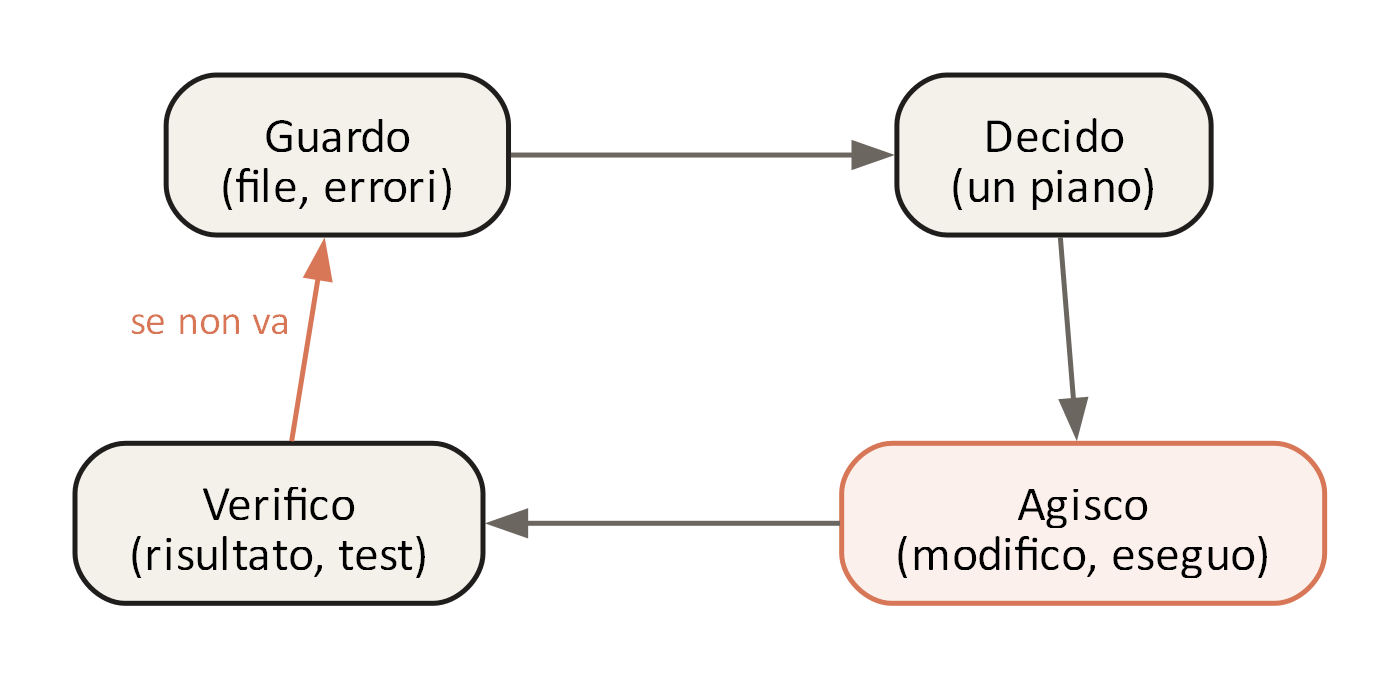 Guardo
(file, errori)
Decido
(un piano)
se non va
Verifico
(risultato, test)
Agisco
(modifico, eseguo)